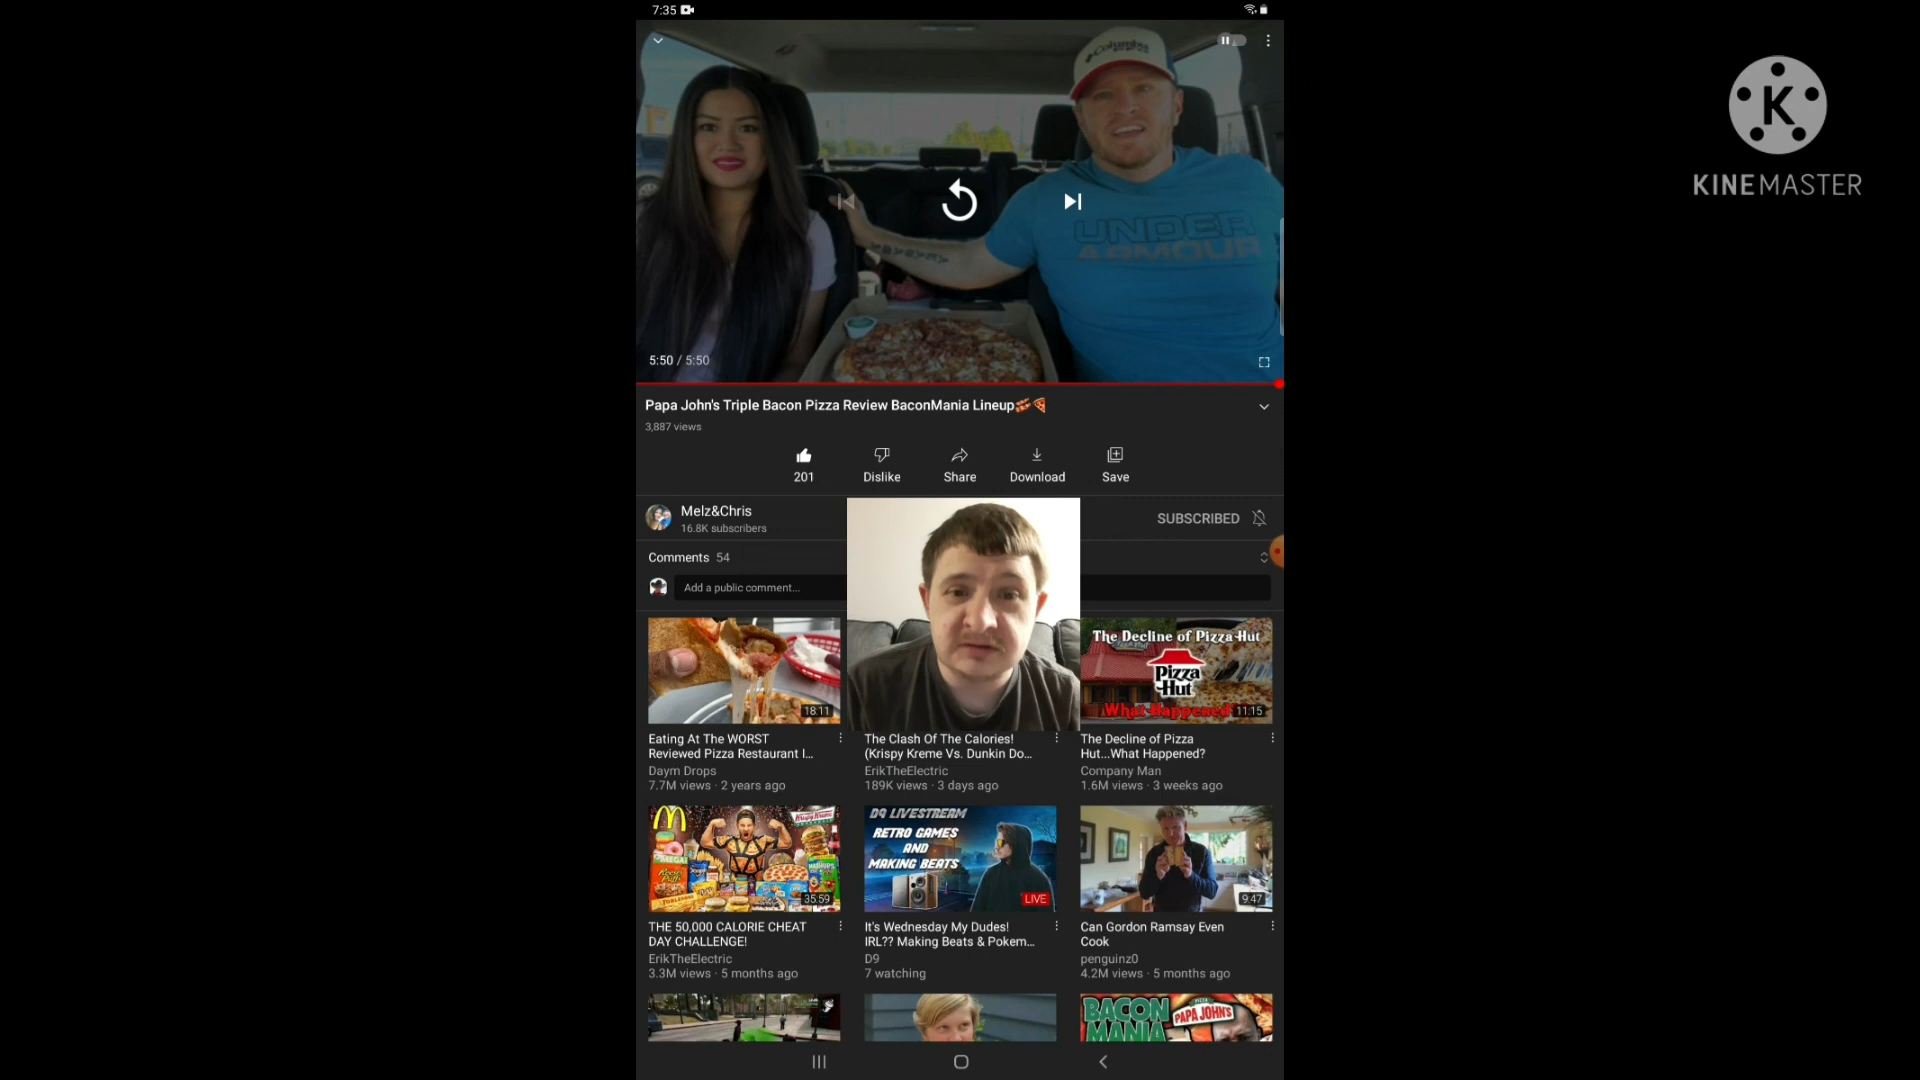 7:35
KINEMASTER
K
Columbia
UNDER
ARMOUR
5:50 / 5:50
Papa John's Triple Bacon Pizza Review BaconMania Lineup🥓🍕
3,887 views
201
Dislike
Share
Download
Save
Melz&Chris
16.8K subscribers
SUBSCRIBED
Comments 54
Add a public comment...
18:11
The Decline of Pizza Hut
Pizza
Hut
What Happened
11:15
Eating At The WORST
Reviewed Pizza Restaurant I...
Daym Drops
7.7M views · 2 years ago
The Clash Of The Calories!
(Krispy Kreme Vs. Dunkin Do...
ErikTheElectric
189K views · 3 days ago
The Decline of Pizza
Hut...What Happened?
Company Man
1.6M views · 3 weeks ago
Krispy Kreme
35:59
D9 LIVESTREAM
RETRO GAMES
AND
MAKING BEATS
LIVE
9:47
THE 50,000 CALORIE CHEAT
DAY CHALLENGE!
ErikTheElectric
3.3M views · 5 months ago
It's Wednesday My Dudes!
IRL?? Making Beats & Pokem...
D9
7 watching
Can Gordon Ramsay Even
Cook
penguinz0
4.2M views · 5 months ago
BACON
MANIA
PIZZA
PAPA JOHN'S